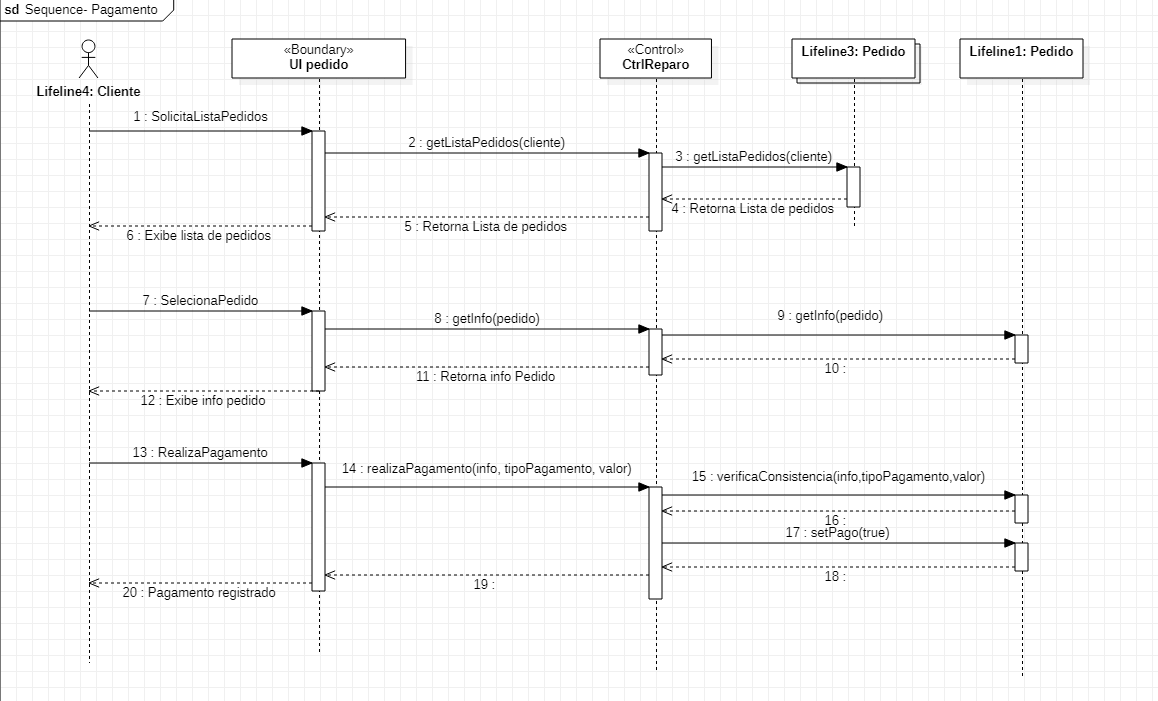 sd Sequence- Pagamento
Lifeline4: Cliente
«Boundary»
UI pedido
«Control»
CtrlReparo
Lifeline3: Pedido
Lifeline1: Pedido
1 : SolicitaListaPedidos
2 : getListaPedidos(cliente)
3 : getListaPedidos(cliente)
4 : Retorna Lista de pedidos
5 : Retorna Lista de pedidos
6 : Exibe lista de pedidos
7 : SelecionaPedido
8 : getInfo(pedido)
9 : getInfo(pedido)
10 :
11 : Retorna info Pedido
12 : Exibe info pedido
13 : RealizaPagamento
14 : realizaPagamento(info, tipoPagamento, valor)
15 : verificaConsistencia(info,tipoPagamento,valor)
16 :
17 : setPago(true)
18 :
19 :
20 : Pagamento registrado